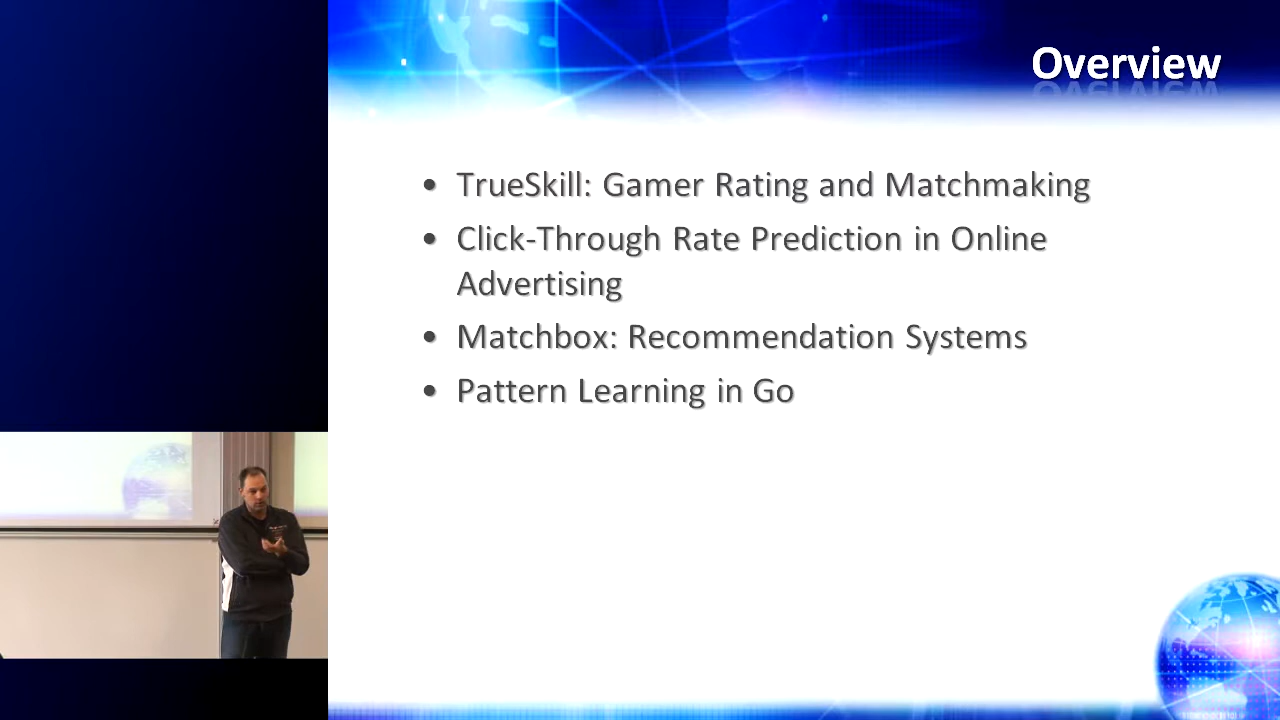 Overview
• TrueSkill: Gamer Rating and Matchmaking
• Click-Through Rate Prediction in Online
Advertising
• Matchbox: Recommendation Systems
• Pattern Learning in Go